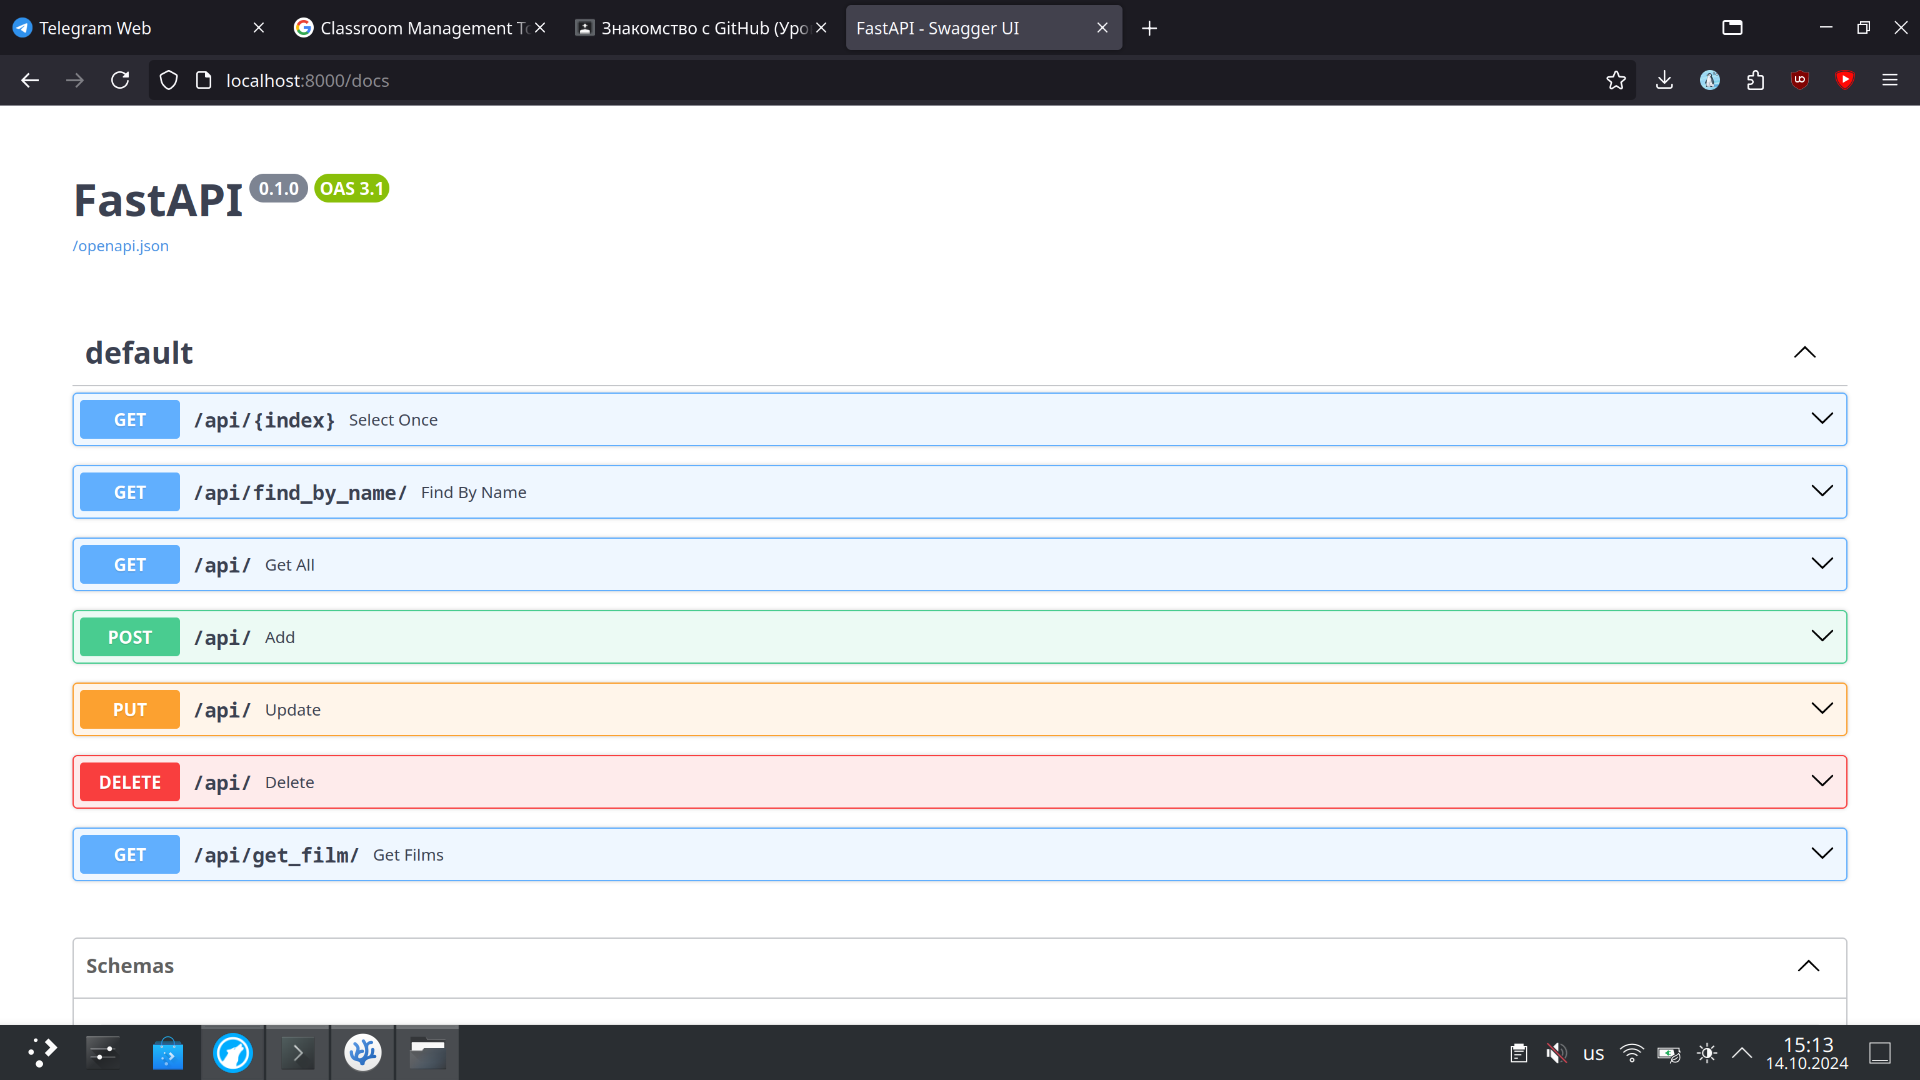 Telegram Web
Classroom Management To
Знакомство с GitHub (Уро
FastAPI - Swagger UI
localhost:8000/docs
FastAPI 0.1.0 OAS 3.1
/openapi.json
default
GET /api/{index} Select Once
GET /api/find_by_name/ Find By Name
GET /api/ Get All
POST /api/ Add
PUT /api/ Update
DELETE /api/ Delete
GET /api/get_film/ Get Films
Schemas
us
15:13
14.10.2024